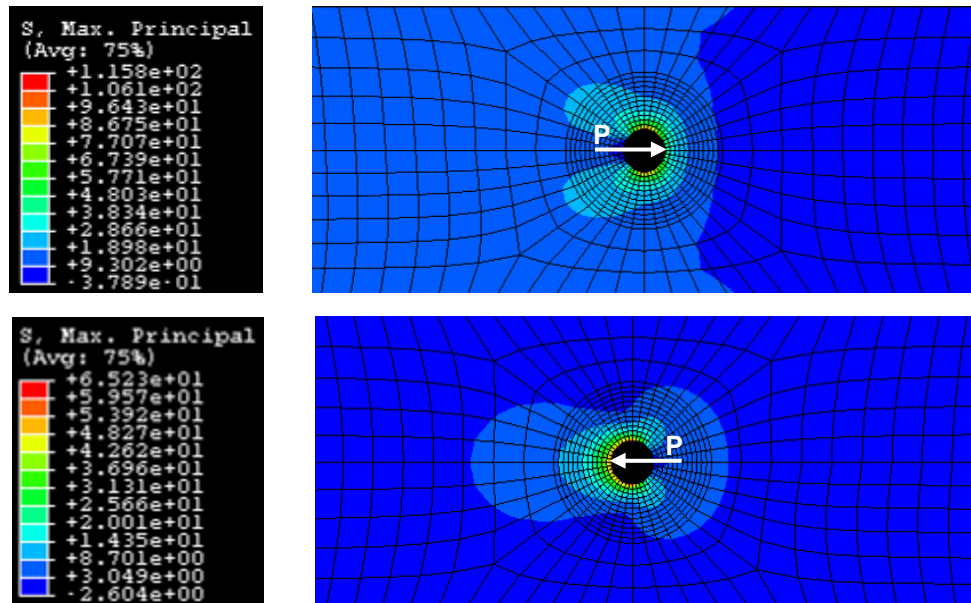 S, Max. Principal
(Avg: 75%)
+1.158e+02
+1.061e+02
+9.643e+01
+8.675e+01
+7.707e+01
+6.739e+01
+5.771e+01
+4.803e+01
+3.834e+01
+2.866e+01
+1.898e+01
+9.302e+00
-3.789e-01
P
S, Max. Principal
(Avg: 75%)
+6.523e+01
+5.957e+01
+5.392e+01
+4.827e+01
+4.262e+01
+3.696e+01
+3.131e+01
+2.566e+01
+2.001e+01
+1.435e+01
+8.701e+00
+3.049e+00
-2.604e+00
P